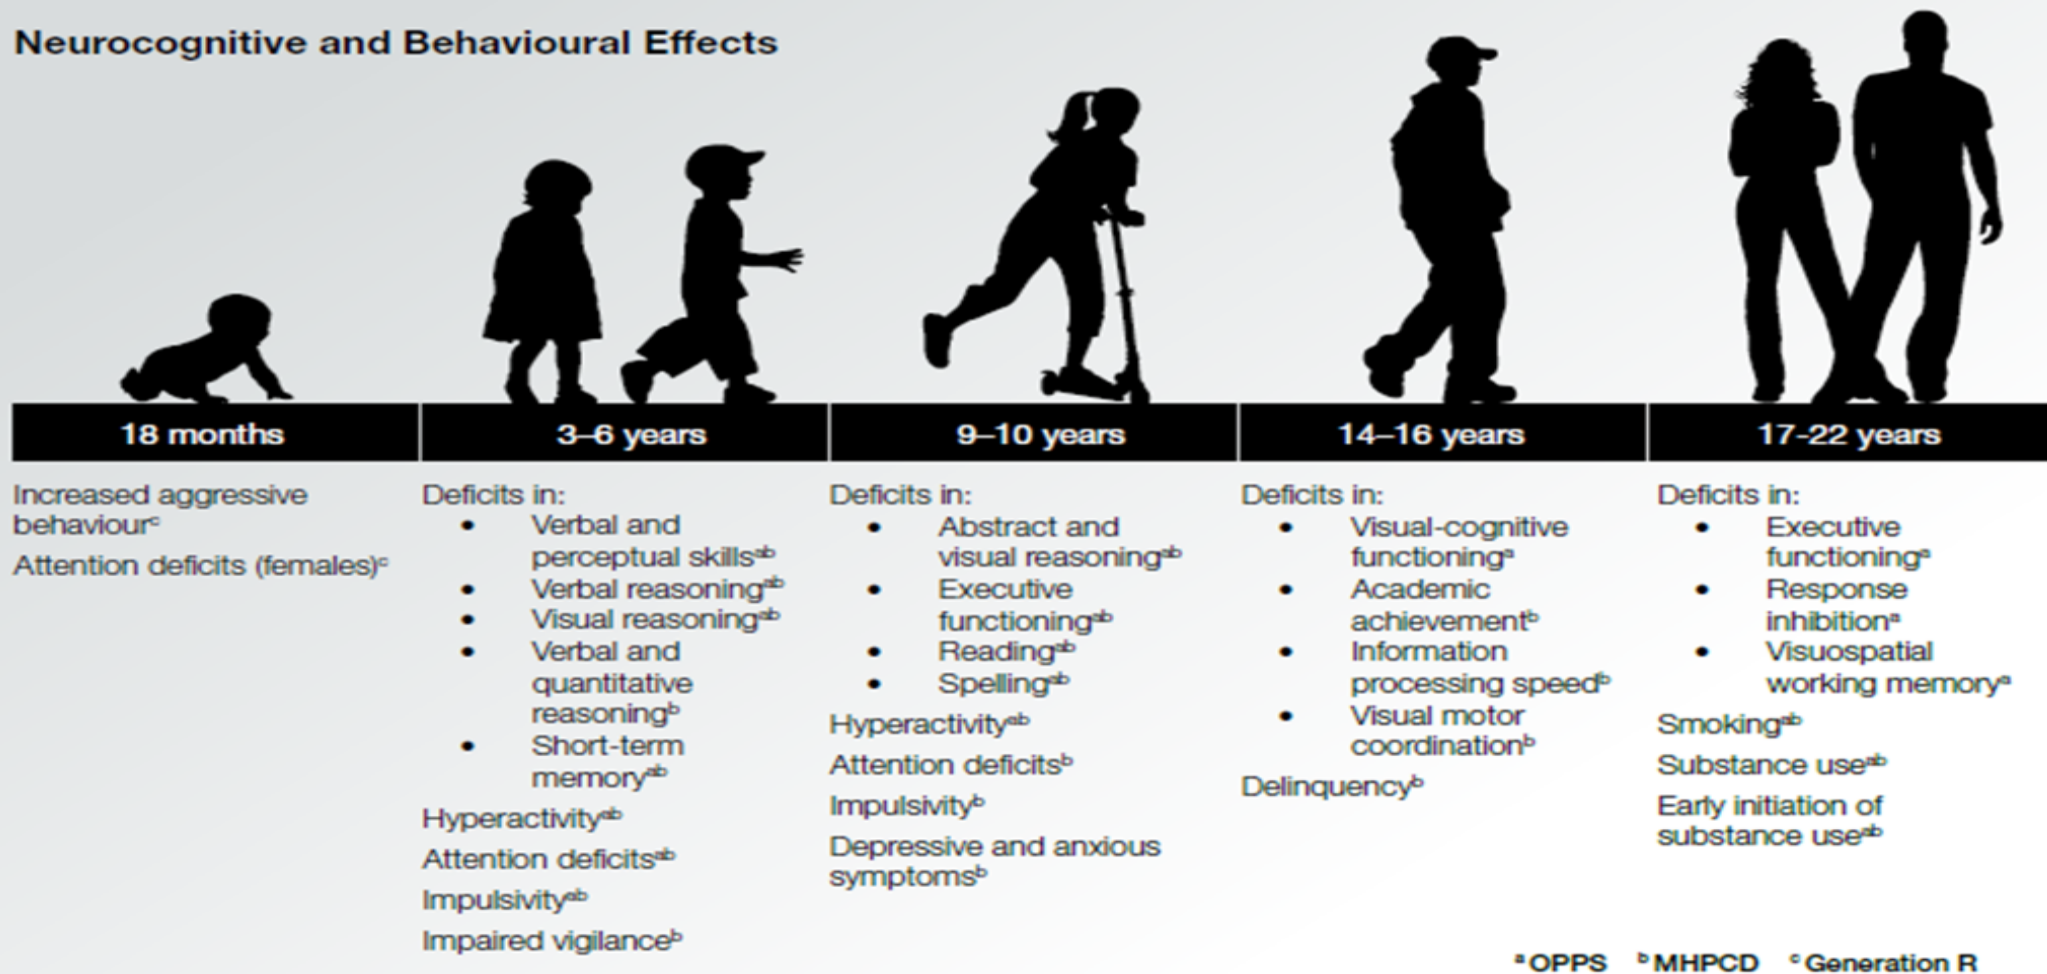 Neurocognitive and Behavioural Effects
18 months
3–6 years
9–10 years
14–16 years
17-22 years
Increased aggressive
behaviourᶜ
Attention deficits (females)ᶜ
Deficits in:
• Verbal and
perceptual skillsᵃᵇ
• Verbal reasoningᵃᵇ
• Visual reasoningᵃᵇ
• Verbal and
quantitative
reasoningᵇ
• Short-term
memoryᵃᵇ
Hyperactivityᵃᵇ
Attention deficitsᵃᵇ
Impulsivityᵃᵇ
Impaired vigilanceᵇ
Deficits in:
• Abstract and
visual reasoningᵃᵇ
• Executive
functioningᵃᵇ
• Readingᵃᵇ
• Spellingᵃᵇ
Hyperactivityᵃᵇ
Attention deficitsᵇ
Impulsivityᵇ
Depressive and anxious
symptomsᵇ
Deficits in:
• Visual-cognitive
functioningᵃ
• Academic
achievementᵇ
• Information
processing speedᵇ
• Visual motor
coordinationᵇ
Delinquencyᵇ
Deficits in:
• Executive
functioningᵃ
• Response
inhibitionᵃ
• Visuospatial
working memoryᵃ
Smokingᵃᵇ
Substance useᵃᵇ
Early initiation of
substance useᵃᵇ
ᵃ OPPS ᵇ MHPCD ᶜ Generation R